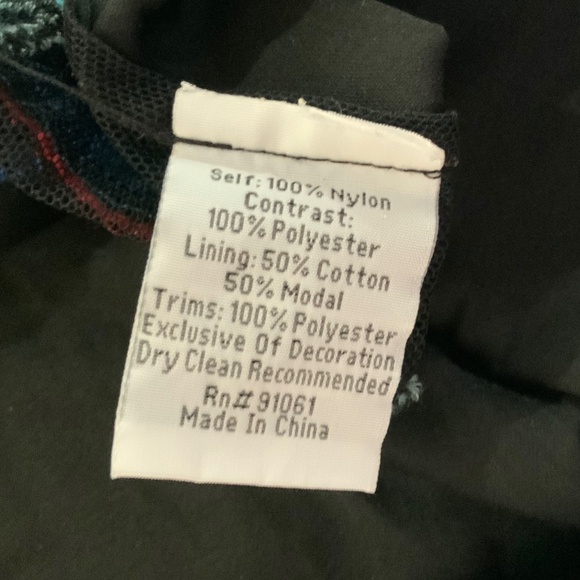 Self: 100% Nylon
Contrast:
100% Polyester
Lining: 50% Cotton
50% Modal
Trims: 100% Polyester
Exclusive Of Decoration
Dry Clean Recommended
Rn# 91061
Made In China